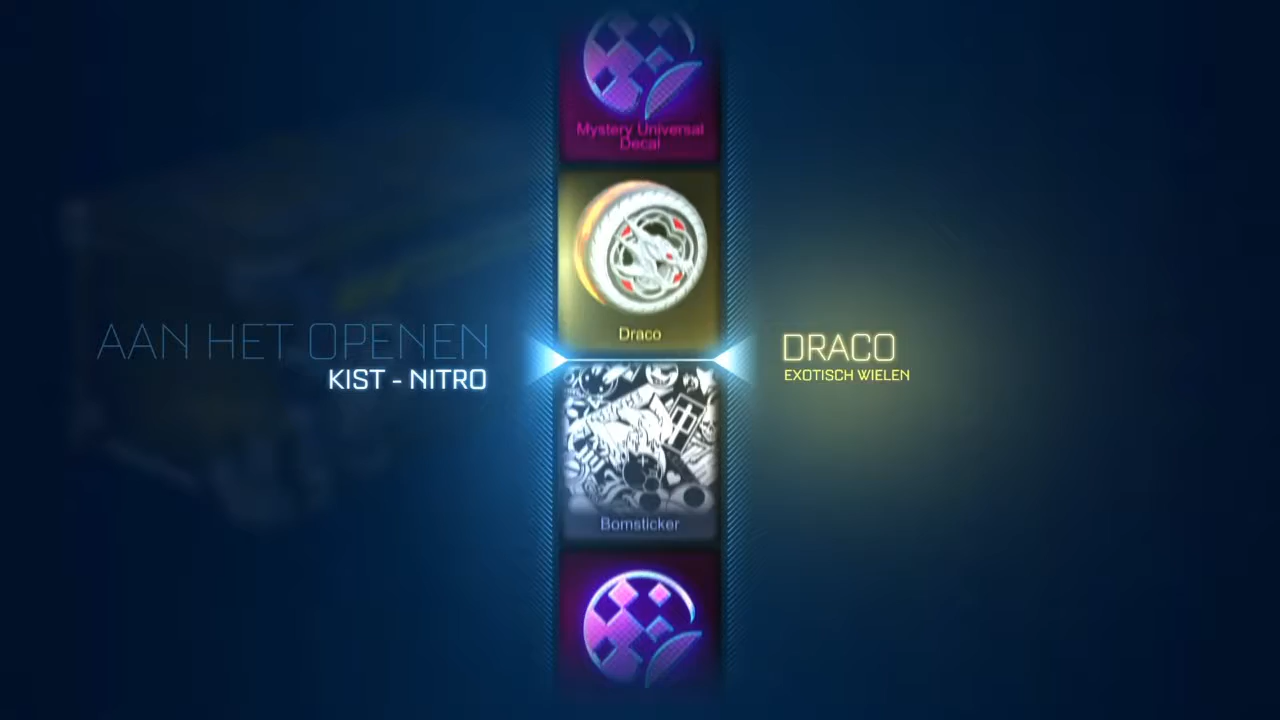 Mystery Universal
Decal
Draco
AAN HET OPENEN
KIST - NITRO
DRACO
EXOTISCH WIELEN
Bomsticker